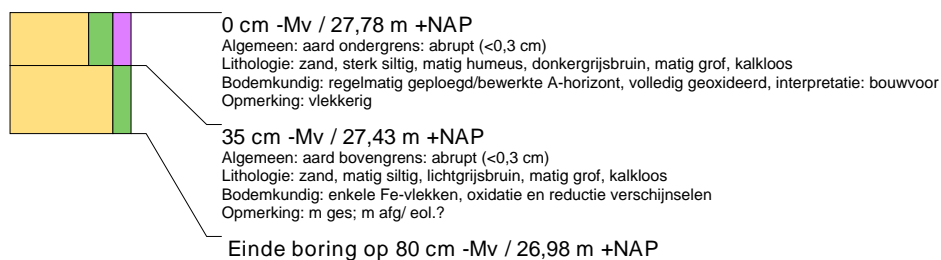 0 cm -Mv / 27,78 m +NAP
Algemeen: aard ondergrens: abrupt (<0,3 cm)
Lithologie: zand, sterk siltig, matig humeus, donkergrijsbruin, matig grof, kalkloos
Bodemkundig: regelmatig geploegd/bewerkte A-horizont, volledig geoxideerd, interpretatie: bouwvoor
Opmerking: vlekkerig
35 cm -Mv / 27,43 m +NAP
Algemeen: aard bovengrens: abrupt (<0,3 cm)
Lithologie: zand, matig siltig, lichtgrijsbruin, matig grof, kalkloos
Bodemkundig: enkele Fe-vlekken, oxidatie en reductie verschijnselen
Opmerking: m ges; m afg/ eol.?
Einde boring op 80 cm -Mv / 26,98 m +NAP